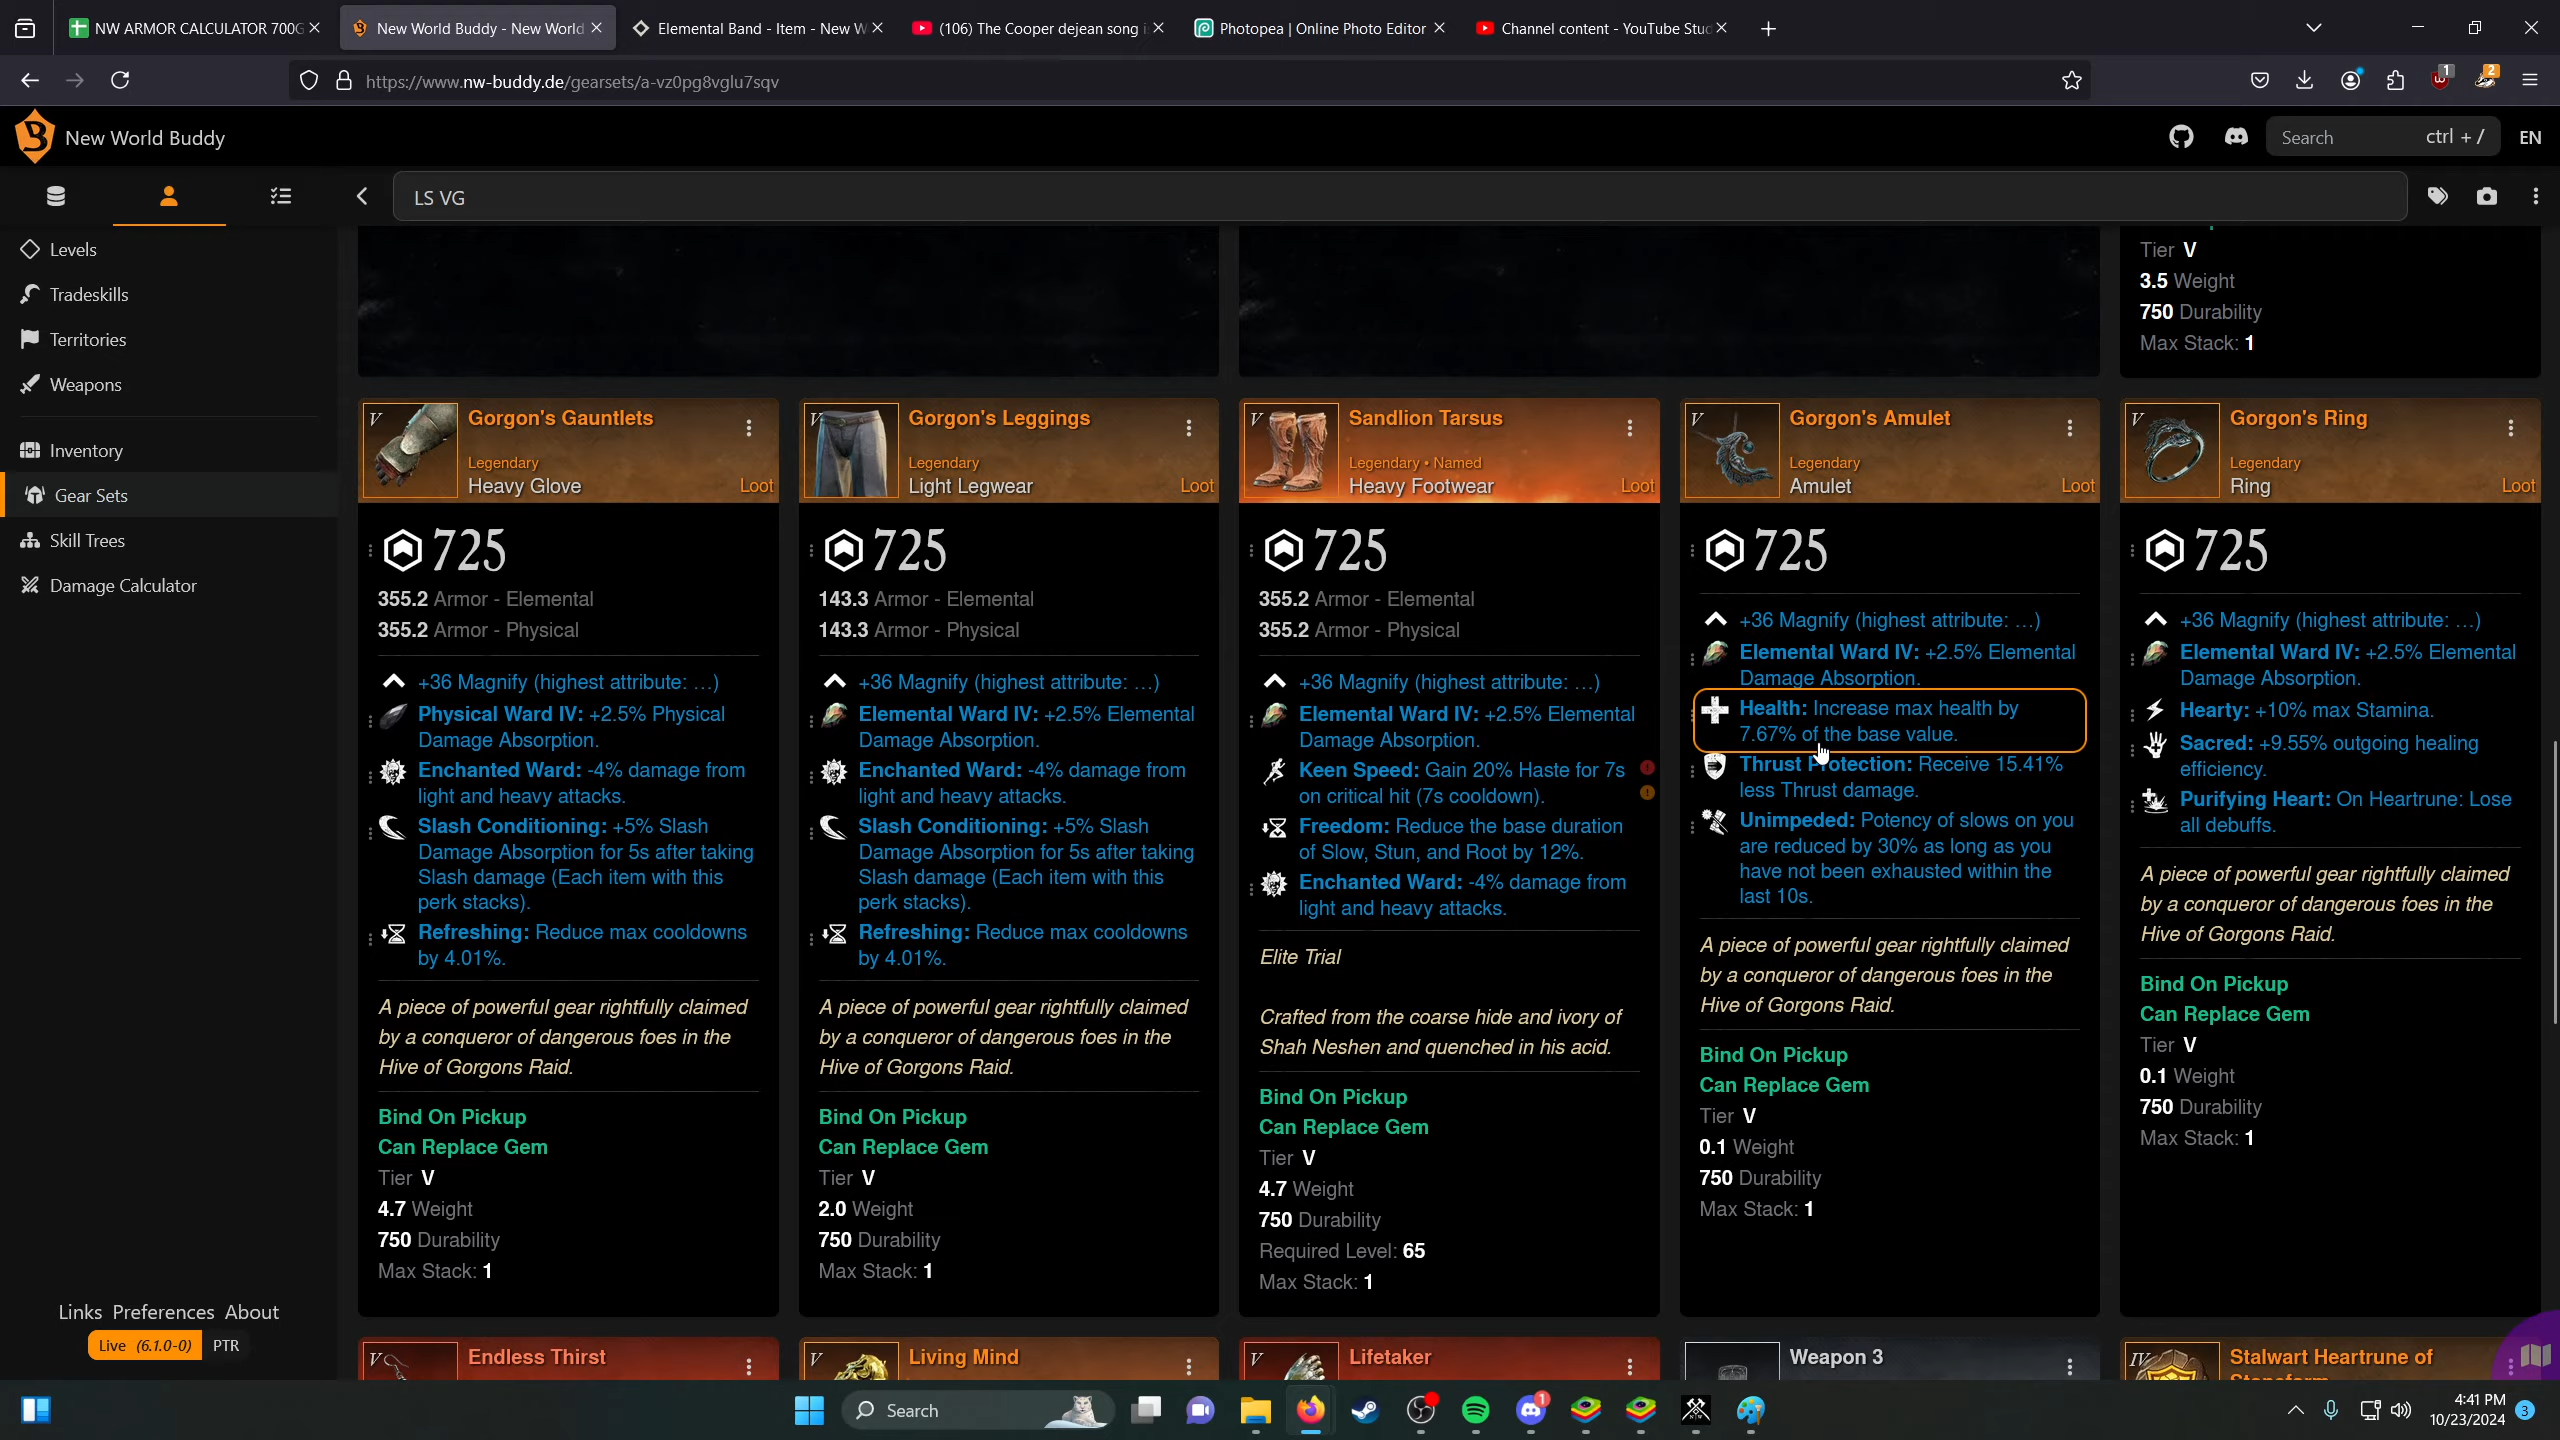 NW ARMOR CALCULATOR 700G
New World Buddy - New World
Elemental Band - Item - New W
(106) The Cooper dejean song i
Photopea | Online Photo Editor
Channel content - YouTube Stud
https://www.nw-buddy.de/gearsets/a-vz0pg8vglu7sqv
1
2
New World Buddy
Search ctrl + /
EN
LS VG
Levels
Tradeskills
Territories
Weapons
Inventory
Gear Sets
Skill Trees
Damage Calculator
Links Preferences About
Live (6.1.0-0) PTR
Tier V
3.5 Weight
750 Durability
Max Stack: 1
V
Gorgon's Gauntlets
Legendary
Heavy Glove
Loot
725
355.2 Armor - Elemental
355.2 Armor - Physical
+36 Magnify (highest attribute: …)
Physical Ward IV: +2.5% Physical
Damage Absorption.
Enchanted Ward: -4% damage from
light and heavy attacks.
Slash Conditioning: +5% Slash
Damage Absorption for 5s after taking
Slash damage (Each item with this
perk stacks).
Refreshing: Reduce max cooldowns
by 4.01%.
A piece of powerful gear rightfully claimed
by a conqueror of dangerous foes in the
Hive of Gorgons Raid.
Bind On Pickup
Can Replace Gem
Tier V
4.7 Weight
750 Durability
Max Stack: 1
V
Gorgon's Leggings
Legendary
Light Legwear
Loot
725
143.3 Armor - Elemental
143.3 Armor - Physical
+36 Magnify (highest attribute: …)
Elemental Ward IV: +2.5% Elemental
Damage Absorption.
Enchanted Ward: -4% damage from
light and heavy attacks.
Slash Conditioning: +5% Slash
Damage Absorption for 5s after taking
Slash damage (Each item with this
perk stacks).
Refreshing: Reduce max cooldowns
by 4.01%.
A piece of powerful gear rightfully claimed
by a conqueror of dangerous foes in the
Hive of Gorgons Raid.
Bind On Pickup
Can Replace Gem
Tier V
2.0 Weight
750 Durability
Max Stack: 1
V
Sandlion Tarsus
Legendary • Named
Heavy Footwear
Loot
725
355.2 Armor - Elemental
355.2 Armor - Physical
+36 Magnify (highest attribute: …)
Elemental Ward IV: +2.5% Elemental
Damage Absorption.
Keen Speed: Gain 20% Haste for 7s
on critical hit (7s cooldown).
Freedom: Reduce the base duration
of Slow, Stun, and Root by 12%.
Enchanted Ward: -4% damage from
light and heavy attacks.
Elite Trial
Crafted from the coarse hide and ivory of
Shah Neshen and quenched in his acid.
Bind On Pickup
Can Replace Gem
Tier V
4.7 Weight
750 Durability
Required Level: 65
Max Stack: 1
V
Gorgon's Amulet
Legendary
Amulet
Loot
725
+36 Magnify (highest attribute: …)
Elemental Ward IV: +2.5% Elemental
Damage Absorption.
Health: Increase max health by
7.67% of the base value.
Thrust Protection: Receive 15.41%
less Thrust damage.
Unimpeded: Potency of slows on you
are reduced by 30% as long as you
have not been exhausted within the
last 10s.
A piece of powerful gear rightfully claimed
by a conqueror of dangerous foes in the
Hive of Gorgons Raid.
Bind On Pickup
Can Replace Gem
Tier V
0.1 Weight
750 Durability
Max Stack: 1
V
Gorgon's Ring
Legendary
Ring
Loot
725
+36 Magnify (highest attribute: …)
Elemental Ward IV: +2.5% Elemental
Damage Absorption.
Hearty: +10% max Stamina.
Sacred: +9.55% outgoing healing
efficiency.
Purifying Heart: On Heartrune: Lose
all debuffs.
A piece of powerful gear rightfully claimed
by a conqueror of dangerous foes in the
Hive of Gorgons Raid.
Bind On Pickup
Can Replace Gem
Tier V
0.1 Weight
750 Durability
Max Stack: 1
V
Endless Thirst
V
Living Mind
V
Lifetaker
Weapon 3
IV
Stalwart Heartrune of
Stoneform
Search
1
4:41 PM
10/23/2024
3